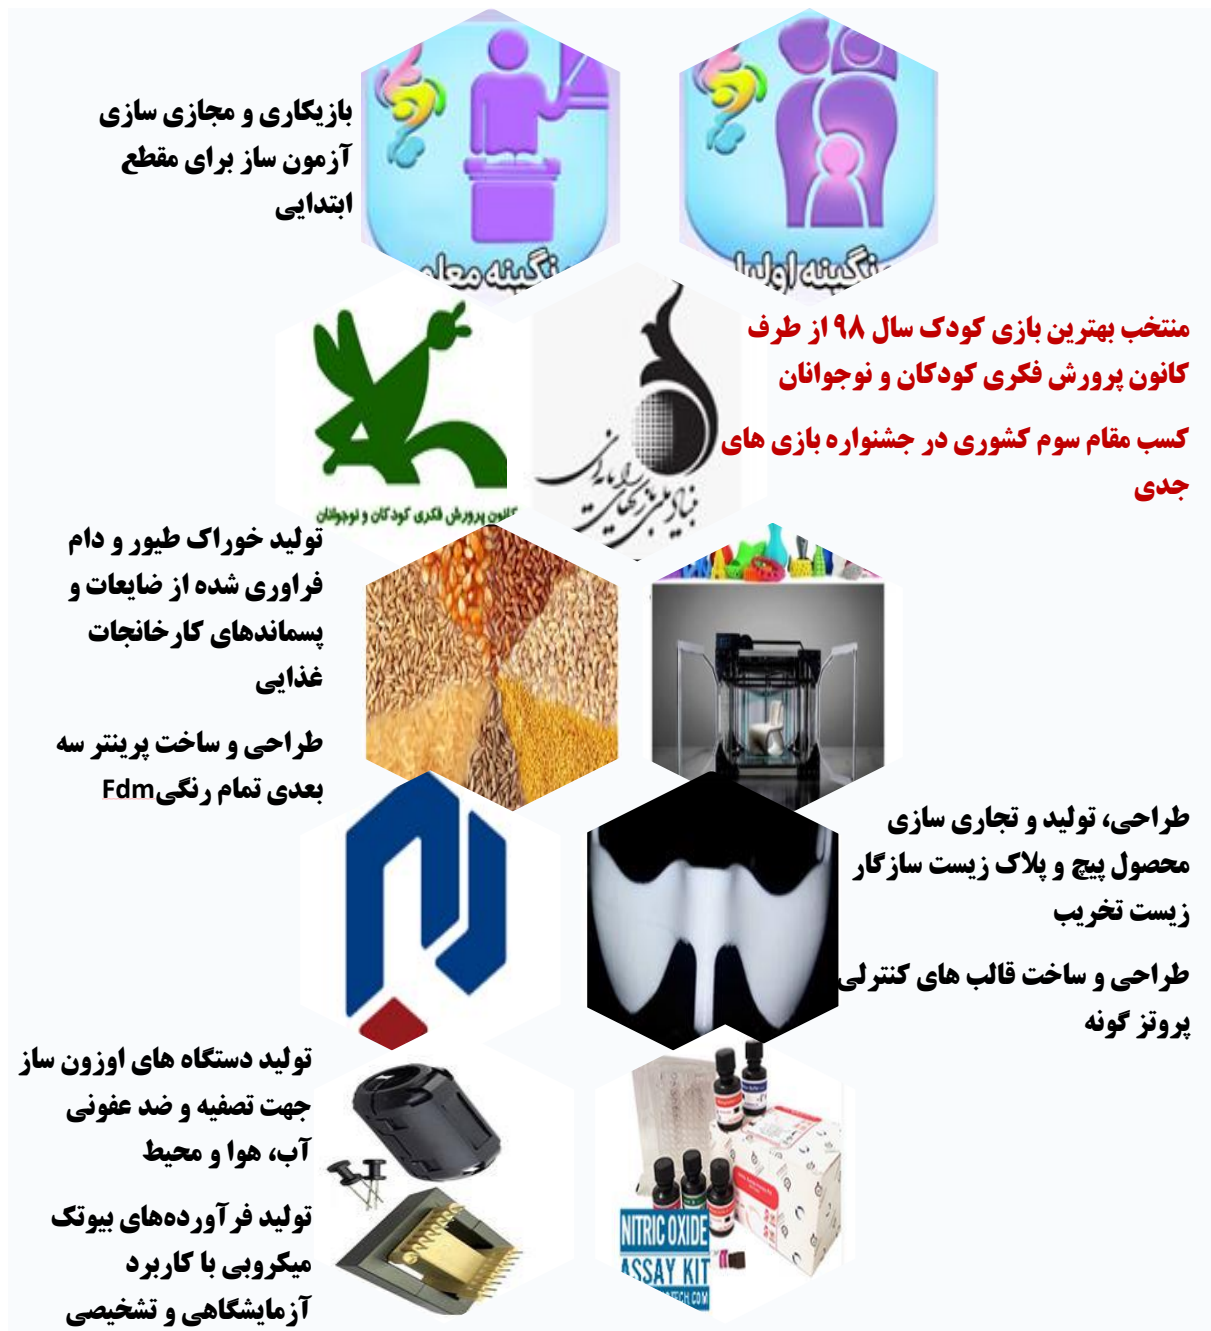 بازیکاری و مجازی سازی
آزمون ساز برای مقطع
ابتدایی
منتخب بهترین بازی کودک سال ۹۸ از طرف
کانون پرورش فکری کودکان و نوجوانان
کسب مقام سوم کشوری در جشنواره بازی های
جدی
کانون پرورش فکری کودکان و نوجوانان
بنیاد ملی بازیهای رایانه‌ای
تولید خوراک طیور و دام
فراوری شده از ضایعات و
پسماندهای کارخانجات
غذایی
طراحی و ساخت پرینتر سه
بعدی تمام رنگیFdm
طراحی، تولید و تجاری سازی
محصول پیچ و پلاک زیست سازگار
زیست تخریب
طراحی و ساخت قالب های کنترلی
پروتز گونه
تولید دستگاه های اوزون ساز
جهت تصفیه و ضد عفونی
آب، هوا و محیط
تولید فرآورده‌های بیوتک
میکروبی با کاربرد
آزمایشگاهی و تشخیصی
NITRIC OXIDE
ASSAY KIT